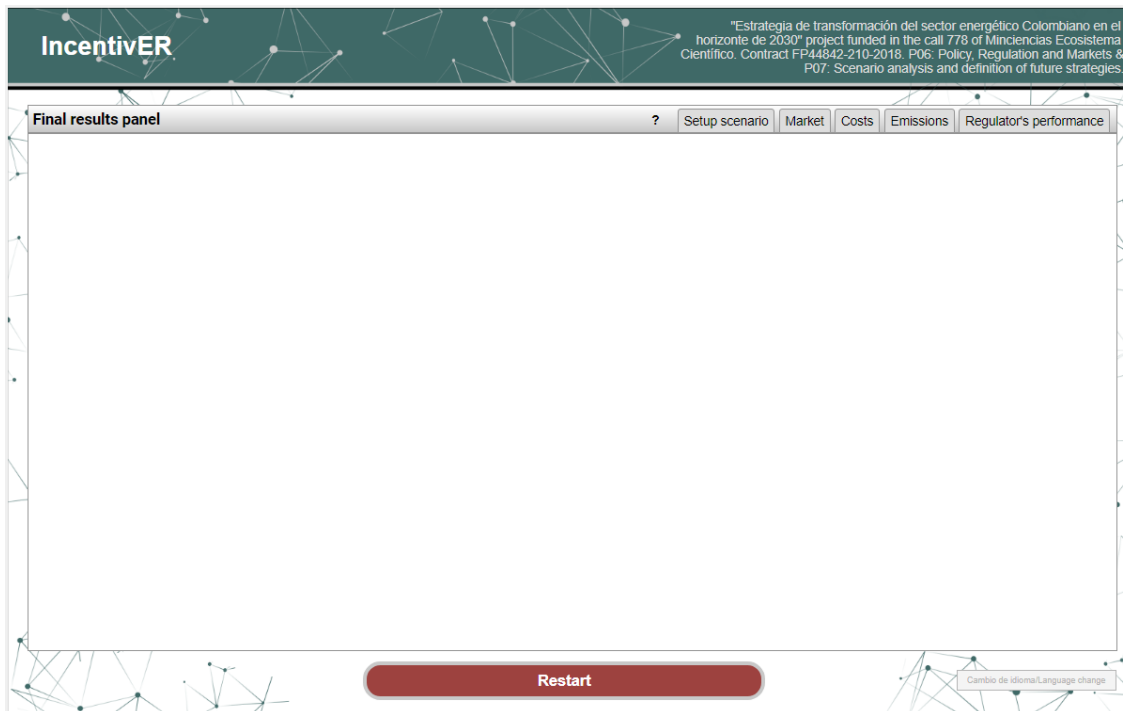 IncentivER
"Estrategia de transformación del sector energético Colombiano en el
horizonte de 2030" project funded in the call 778 of Minciencias Ecosistema
Científico. Contract FP44842-210-2018. P06: Policy, Regulation and Markets &
P07: Scenario analysis and definition of future strategies.
Final results panel
?
Setup scenario
Market
Costs
Emissions
Regulator's performance
Restart
Cambio de idioma/Language change